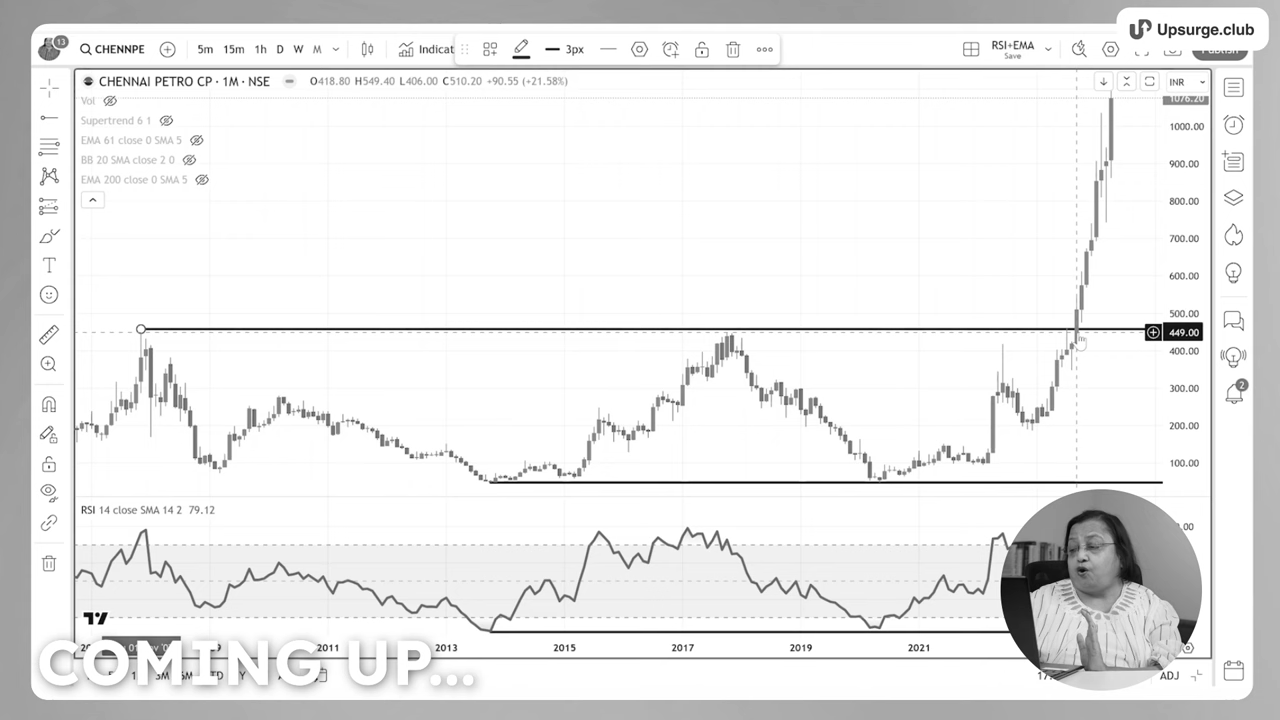 Upsurge.club
13
CHENNPE
5m 15m 1h D W M
Indicat
3px
RSI+EMA
Save
Publish
CHENNAI PETRO CP · 1M · NSE
O418.80 H549.40 L406.00 C510.20 +90.55 (+21.58%)
INR
Vol
Supertrend 6 1
EMA 61 close 0 SMA 5
BB 20 SMA close 2 0
EMA 200 close 0 SMA 5
1076.20
1000.00
900.00
800.00
700.00
600.00
500.00
449.00
400.00
300.00
200.00
100.00
2
RSI 14 close SMA 14 2 79.12
2011 2013 2015 2017 2019 2021
COMING UP...
ADJ